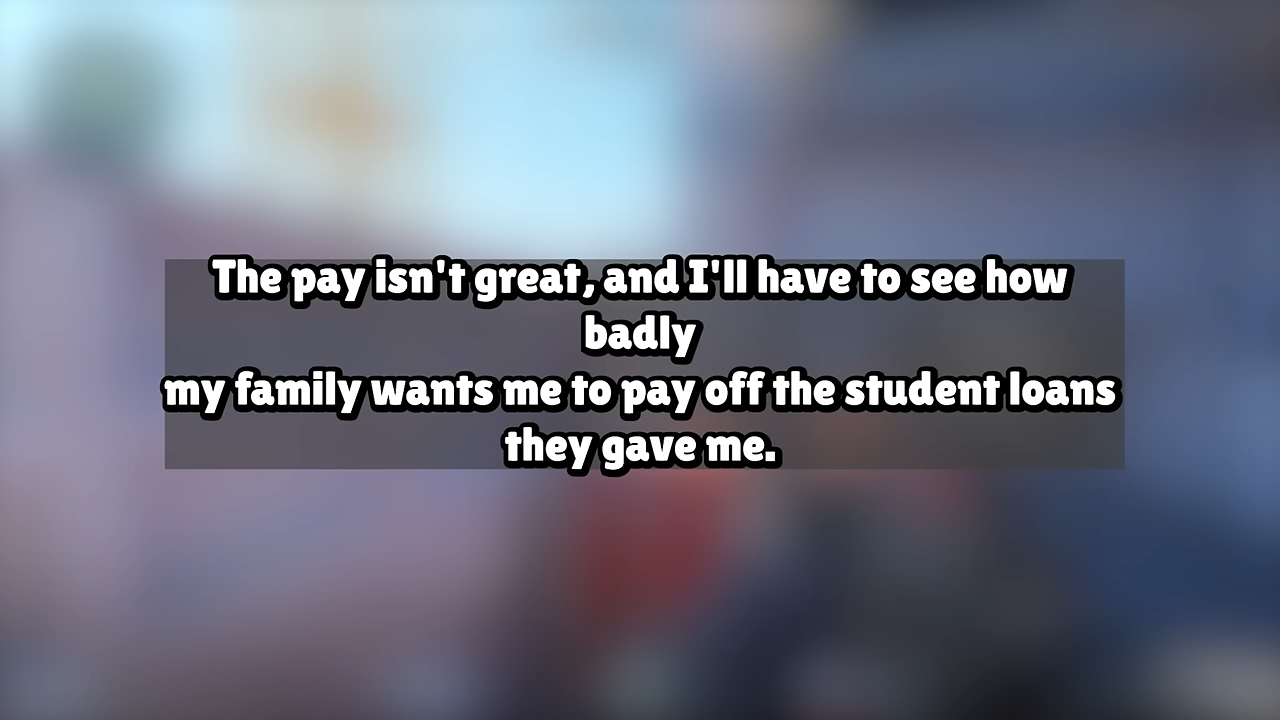 The pay isn't great, and I'll have to see how
badly
my family wants me to pay off the student loans
they gave me.